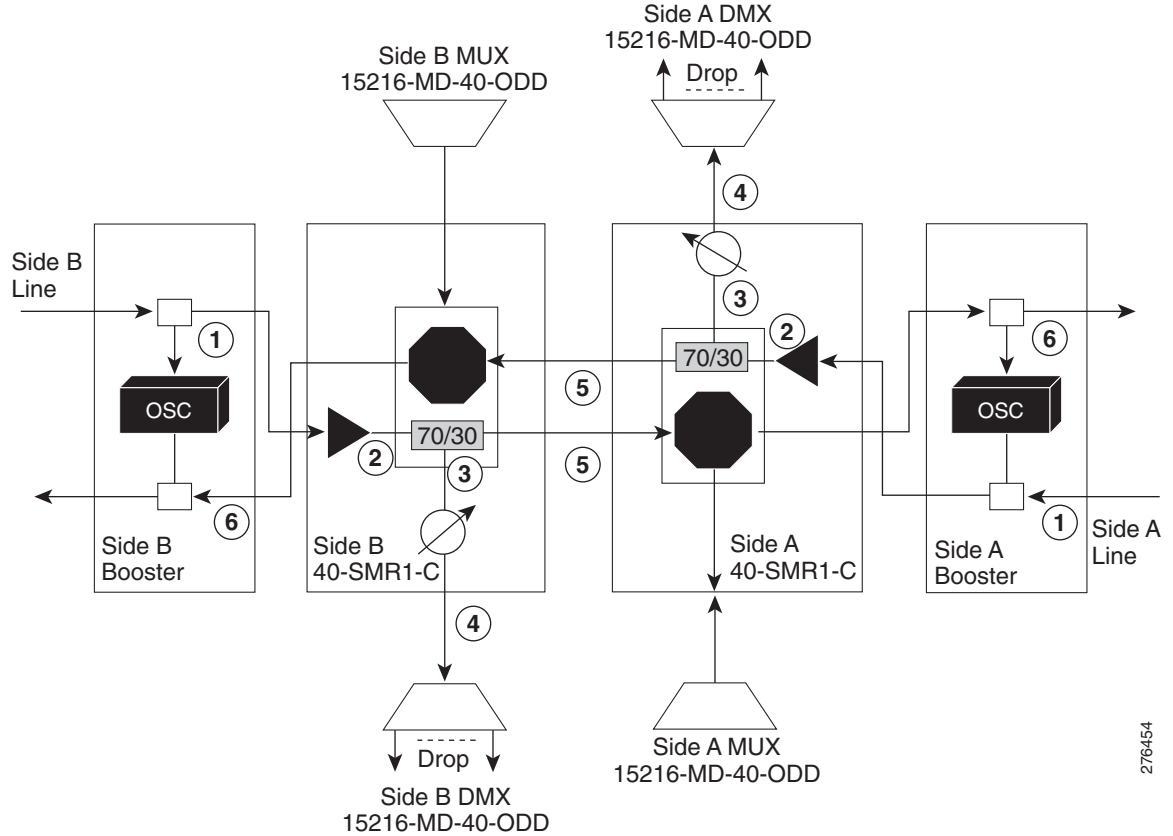 Side A DMX
15216-MD-40-ODD
Drop
Side B MUX
15216-MD-40-ODD
4
Side B
Line
3
2
1
6
70/30
5
OSC
OSC
70/30
2
3
5
6
1
Side B
Booster
Side B
40-SMR1-C
Side A
40-SMR1-C
Side A
Booster
Side A
Line
4
Drop
Side B DMX
15216-MD-40-ODD
Side A MUX
15216-MD-40-ODD
276454